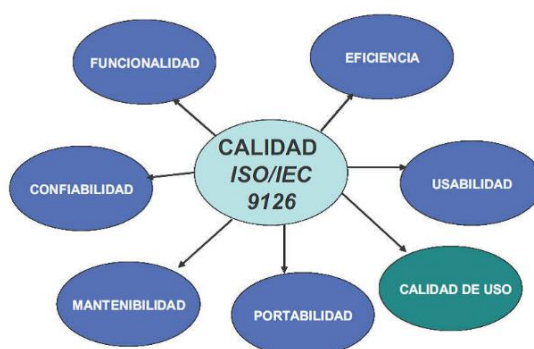 FUNCIONALIDAD
EFICIENCIA
CALIDAD
ISO/IEC
9126
CONFIABILIDAD
USABILIDAD
MANTENIBILIDAD
PORTABILIDAD
CALIDAD DE USO